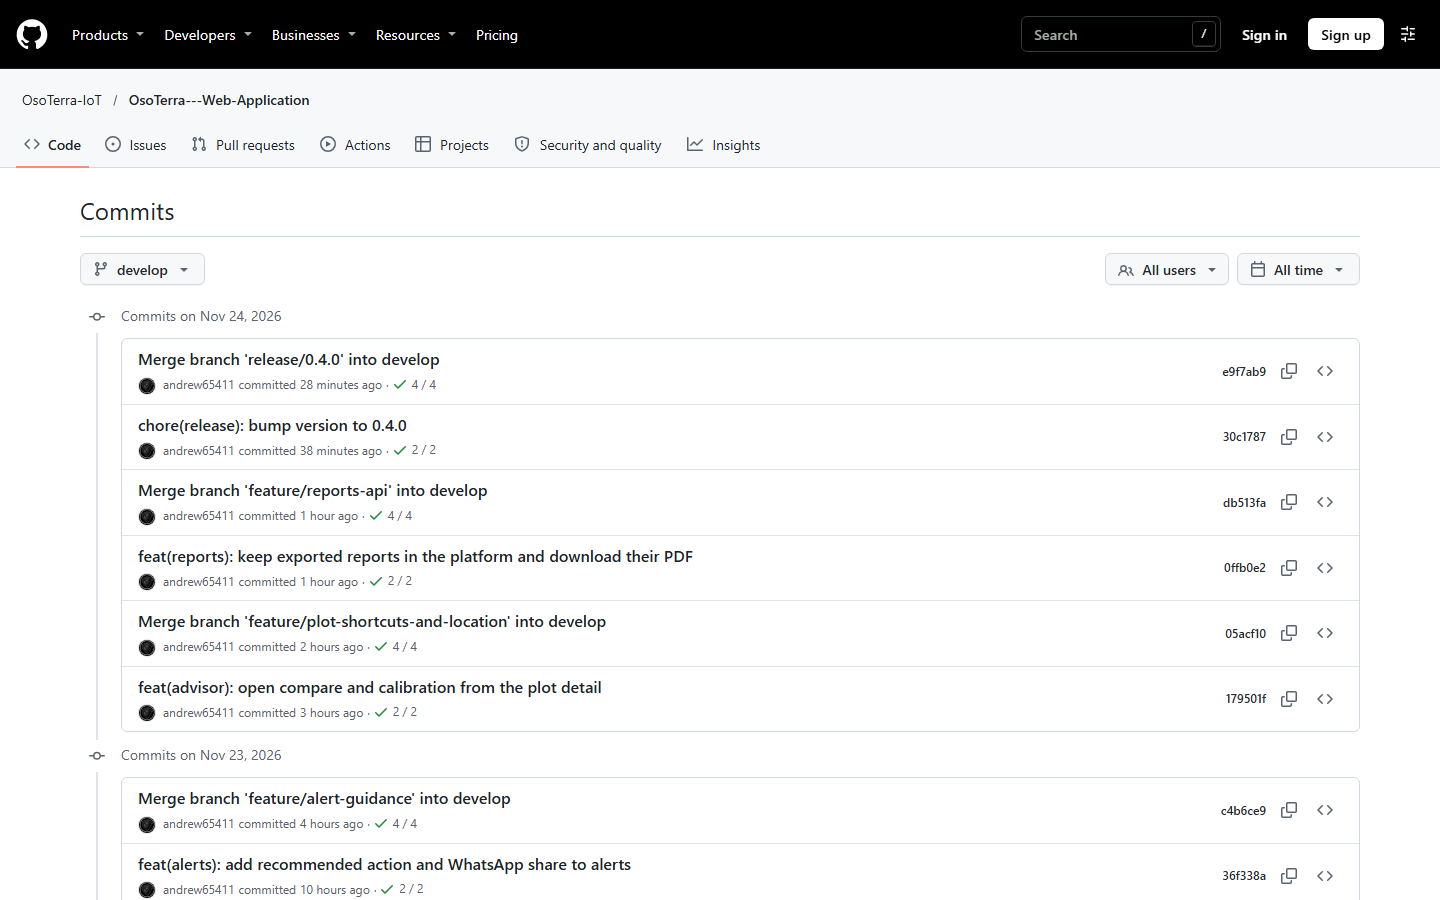 Products Developers Businesses Resources Pricing Search / Sign in Sign up
OsoTerra-IoT / OsoTerra---Web-Application
Code Issues Pull requests Actions Projects Security and quality Insights
Commits
develop All users All time
Commits on Nov 24, 2026
Merge branch 'release/0.4.0' into develop
andrew65411 committed 28 minutes ago · 4 / 4
e9f7ab9
chore(release): bump version to 0.4.0
andrew65411 committed 38 minutes ago · 2 / 2
30c1787
Merge branch 'feature/reports-api' into develop
andrew65411 committed 1 hour ago · 4 / 4
db513fa
feat(reports): keep exported reports in the platform and download their PDF
andrew65411 committed 1 hour ago · 2 / 2
0ffb0e2
Merge branch 'feature/plot-shortcuts-and-location' into develop
andrew65411 committed 2 hours ago · 4 / 4
05acf10
feat(advisor): open compare and calibration from the plot detail
andrew65411 committed 3 hours ago · 2 / 2
179501f
Commits on Nov 23, 2026
Merge branch 'feature/alert-guidance' into develop
andrew65411 committed 4 hours ago · 4 / 4
c4b6ce9
feat(alerts): add recommended action and WhatsApp share to alerts
andrew65411 committed 10 hours ago · 2 / 2
36f338a